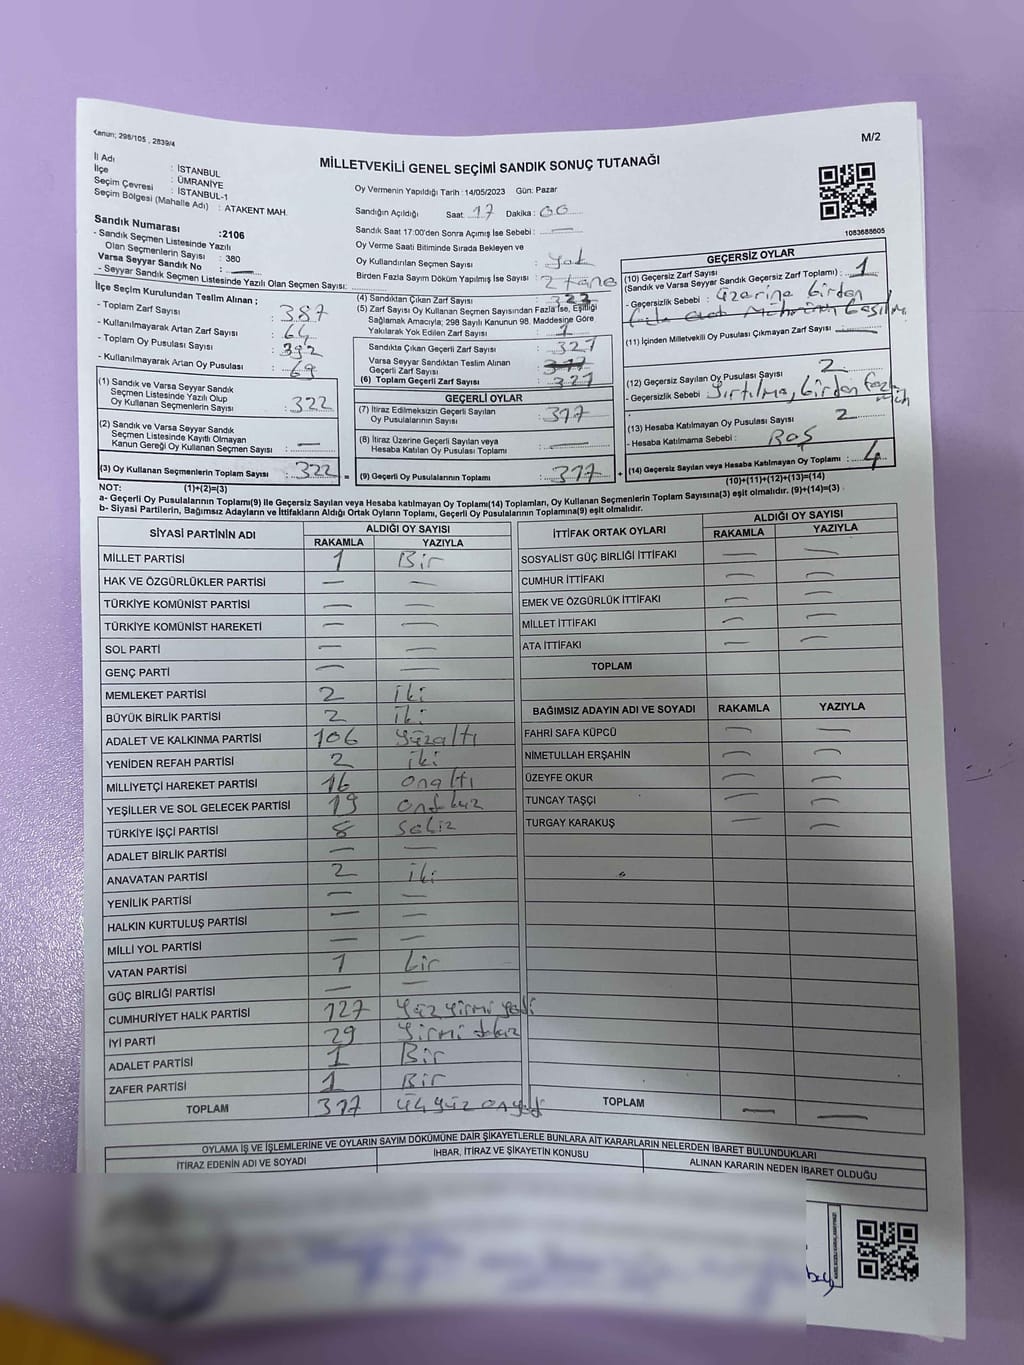 Kanun; 298/105 , 2839/4
M/2
MİLLETVEKİLİ GENEL SEÇİMİ SANDIK SONUÇ TUTANAĞI
İl Adı : İSTANBUL
İlçe : ÜMRANİYE
Seçim Çevresi : İSTANBUL-1
Seçim Bölgesi (Mahalle Adı) : ATAKENT MAH.
Sandık Numarası :2106
- Sandık Seçmen Listesinde Yazılı
Olan Seçmenlerin Sayısı : 380
Varsa Seyyar Sandık No : —
- Seyyar Sandık Seçmen Listesinde Yazılı Olan Seçmen Sayısı:
Oy Vermenin Yapıldığı Tarih :14/05/2023 Gün: Pazar
Sandığın Açıldığı Saat 17 Dakika : 00
Sandık Saat 17:00'den Sonra Açımış İse Sebebi : —
Oy Verme Saati Bitiminde Sırada Bekleyen ve
Oy Kullandırılan Seçmen Sayısı : yok
Birden Fazla Sayım Döküm Yapılmış İse Sayısı : 2 tane
1083688605
İlçe Seçim Kurulundan Teslim Alınan ;
- Toplam Zarf Sayısı : 387
- Kullanılmayarak Artan Zarf Sayısı : 64
- Toplam Oy Pusulası Sayısı : 392
- Kullanılmayarak Artan Oy Pusulası : 69
(1) Sandık ve Varsa Seyyar Sandık
Seçmen Listesinde Yazılı Olup
Oy Kullanan Seçmenlerin Sayısı : 322
(2) Sandık ve Varsa Seyyar Sandık
Seçmen Listesinde Kayıtlı Olmayan
Kanun Gereği Oy Kullanan Seçmen Sayısı : —
(3) Oy Kullanan Seçmenlerin Toplam Sayısı : 322 =
(4) Sandıktan Çıkan Zarf Sayısı : 323
(5) Zarf Sayısı Oy Kullanan Seçmen Sayısından Fazla İse, Eşitliği
Sağlamak Amacıyla; 298 Sayılı Kanunun 98. Maddesine Göre
Yakılarak Yok Edilen Zarf Sayısı : 1
Sandıkta Çıkan Geçerli Zarf Sayısı : 321
Varsa Seyyar Sandıktan Teslim Alınan
Geçerli Zarf Sayısı :
(6) Toplam Geçerli Zarf Sayısı : 321
GEÇERLİ OYLAR
(7) İtiraz Edilmeksizin Geçerli Sayılan
Oy Pusulalarının Sayısı : 317
(8) İtiraz Üzerine Geçerli Sayılan veya
Hesaba Katılan Oy Pusulası Toplamı : —
(9) Geçerli Oy Pusulalarının Toplamı : 317 +
GEÇERSİZ OYLAR
(10) Geçersiz Zarf Sayısı
(Sandık ve Varsa Seyyar Sandık Geçersiz Zarf Toplamı) : 1
- Geçersizlik Sebebi : Üzerine birden
(11) İçinden Milletvekili Oy Pusulası Çıkmayan Zarf Sayısı —
(12) Geçersiz Sayılan Oy Pusulası Sayısı 2
- Geçersizlik Sebebi : Yırtılma, birden fazla
(13) Hesaba Katılmayan Oy Pusulası Sayısı 2
- Hesaba Katılmama Sebebi : BOŞ
(14) Geçersiz Sayılan veya Hesaba Katılmayan Oy Toplamı : 4
(10)+(11)+(12)+(13)=(14)
NOT: (1)+(2)=(3)
a- Geçerli Oy Pusulalarının Toplamı(9) ile Geçersiz Sayılan veya Hesaba katılmayan Oy Toplamı(14) Toplamları, Oy Kullanan Seçmenlerin Toplam Sayısına(3) eşit olmalıdır. (9)+(14)=(3)
b- Siyasi Partilerin, Bağımsız Adayların ve İttifakların Aldığı Ortak Oyların Toplamı, Geçerli Oy Pusulalarının Toplamına(9) eşit olmalıdır.
SİYASİ PARTİNİN ADI ALDIĞI OY SAYISI
RAKAMLA YAZIYLA
MİLLET PARTİSİ 1 Bir
HAK VE ÖZGÜRLÜKLER PARTİSİ — —
TÜRKİYE KOMÜNİST PARTİSİ — —
TÜRKİYE KOMÜNİST HAREKETİ — —
SOL PARTİ — —
GENÇ PARTİ — —
MEMLEKET PARTİSİ 2 iki
BÜYÜK BİRLİK PARTİSİ 2 iki
ADALET VE KALKINMA PARTİSİ 106 yüzaltı
YENİDEN REFAH PARTİSİ 2 iki
MİLLİYETÇİ HAREKET PARTİSİ 16 onaltı
YEŞİLLER VE SOL GELECEK PARTİSİ 19 ondokuz
TÜRKİYE İŞÇİ PARTİSİ 8 sekiz
ADALET BİRLİK PARTİSİ — —
ANAVATAN PARTİSİ 2 iki
YENİLİK PARTİSİ — —
HALKIN KURTULUŞ PARTİSİ — —
MİLLİ YOL PARTİSİ — —
VATAN PARTİSİ 1 bir
GÜÇ BİRLİĞİ PARTİSİ — —
CUMHURİYET HALK PARTİSİ 127 yüz yirmi yedi
İYİ PARTİ 29 yirmi dokuz
ADALET PARTİSİ 1 Bir
ZAFER PARTİSİ 1 Bir
TOPLAM 317 üçyüz onyedi
İTTİFAK ORTAK OYLARI ALDIĞI OY SAYISI
RAKAMLA YAZIYLA
SOSYALİST GÜÇ BİRLİĞİ İTTİFAKI — —
CUMHUR İTTİFAKI — —
EMEK VE ÖZGÜRLÜK İTTİFAKI — —
MİLLET İTTİFAKI — —
ATA İTTİFAKI — —
TOPLAM
BAĞIMSIZ ADAYIN ADI VE SOYADI RAKAMLA YAZIYLA
FAHRİ SAFA KÜPCÜ — —
NİMETULLAH ERŞAHİN — —
ÜZEYFE OKUR — —
TUNCAY TAŞÇI — —
TURGAY KARAKUŞ — —
TOPLAM — —
OYLAMA İŞ VE İŞLEMLERİNE VE OYLARIN SAYIM DÖKÜMÜNE DAİR ŞİKAYETLERLE BUNLARA AİT KARARLARIN NELERDEN İBARET BULUNDUKLARI
İTİRAZ EDENİN ADI VE SOYADI
İHBAR, İTİRAZ VE ŞİKAYETİN KONUSU
ALINAN KARARIN NEDEN İBARET OLDUĞU